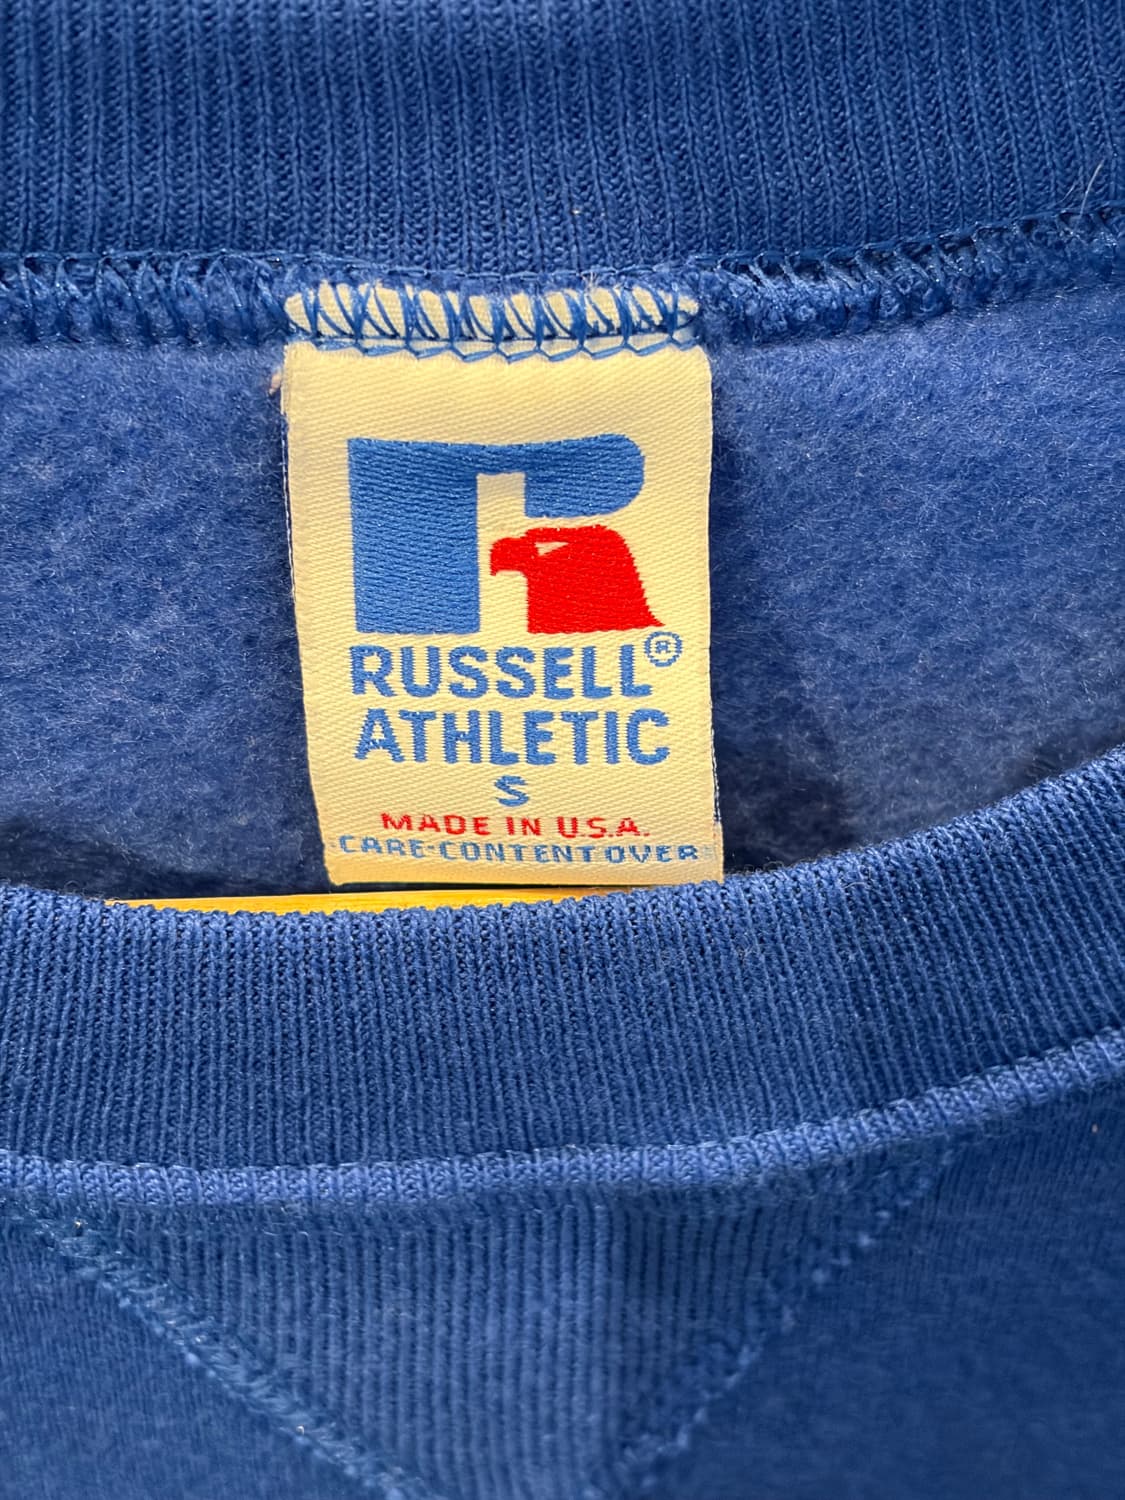 RUSSELL®
ATHLETIC
S
MADE IN U.S.A.
CARE-CONTENT OVER